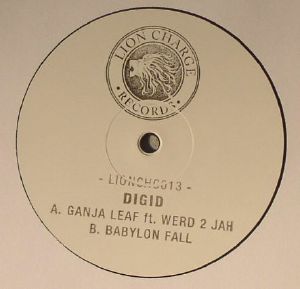 LION CHARGE
· RECORDS ·
- LIONCHG013 -
DIGID
A. GANJA LEAF ft. WERD 2 JAH
B. BABYLON FALL